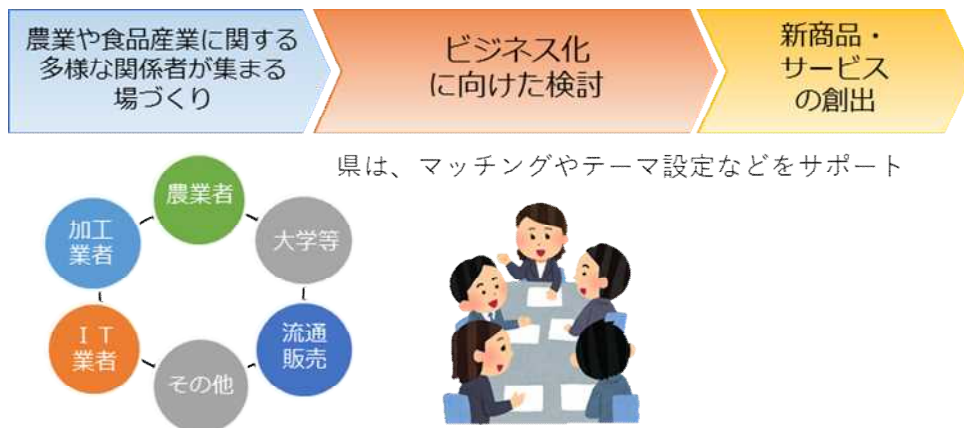 農業や食品産業に関する
多様な関係者が集まる
場づくり
ビジネス化
に向けた検討
新商品・
サービス
の創出
県は、マッチングやテーマ設定などをサポート
農業者
加工
業者
大学等
ＩＴ
業者
流通
販売
その他